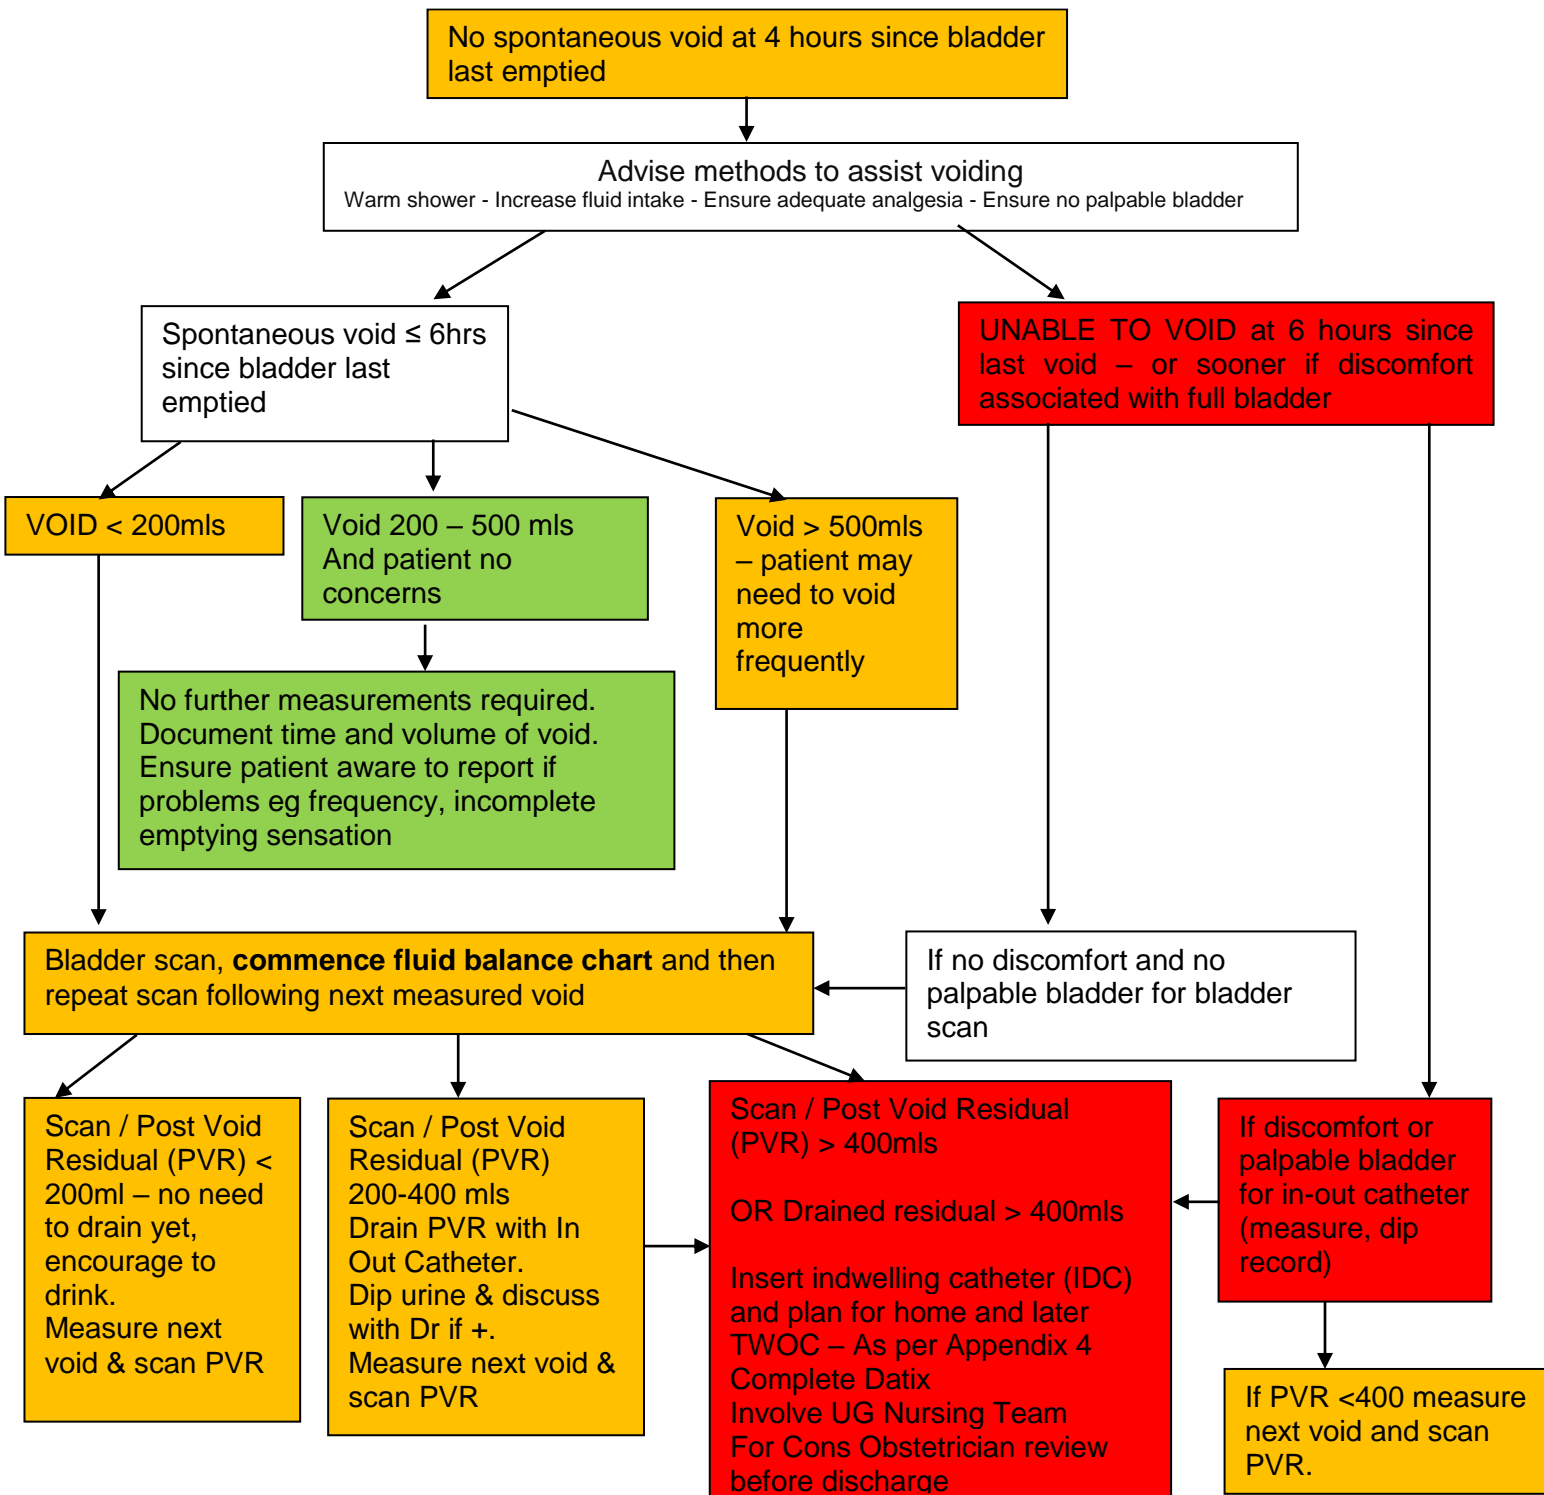 No spontaneous void at 4 hours since bladder
last emptied
Advise methods to assist voiding
Warm shower - Increase fluid intake - Ensure adequate analgesia - Ensure no palpable bladder
Spontaneous void ≤ 6hrs
since bladder last
emptied
UNABLE TO VOID at 6 hours since
last void – or sooner if discomfort
associated with full bladder
VOID < 200mls
Void 200 – 500 mls
And patient no
concerns
Void > 500mls
– patient may
need to void
more
frequently
No further measurements required.
Document time and volume of void.
Ensure patient aware to report if
problems eg frequency, incomplete
emptying sensation
Bladder scan, commence fluid balance chart and then
repeat scan following next measured void
If no discomfort and no
palpable bladder for bladder
scan
Scan / Post Void
Residual (PVR) <
200ml – no need
to drain yet,
encourage to
drink.
Measure next
void & scan PVR
Scan / Post Void
Residual (PVR)
200-400 mls
Drain PVR with In
Out Catheter.
Dip urine & discuss
with Dr if +.
Measure next void &
scan PVR
Scan / Post Void Residual
(PVR) > 400mls
OR Drained residual > 400mls
Insert indwelling catheter (IDC)
and plan for home and later
TWOC – As per Appendix 4
Complete Datix
Involve UG Nursing Team
For Cons Obstetrician review
before discharge
If discomfort or
palpable bladder
for in-out catheter
(measure, dip
record)
If PVR <400 measure
next void and scan
PVR.